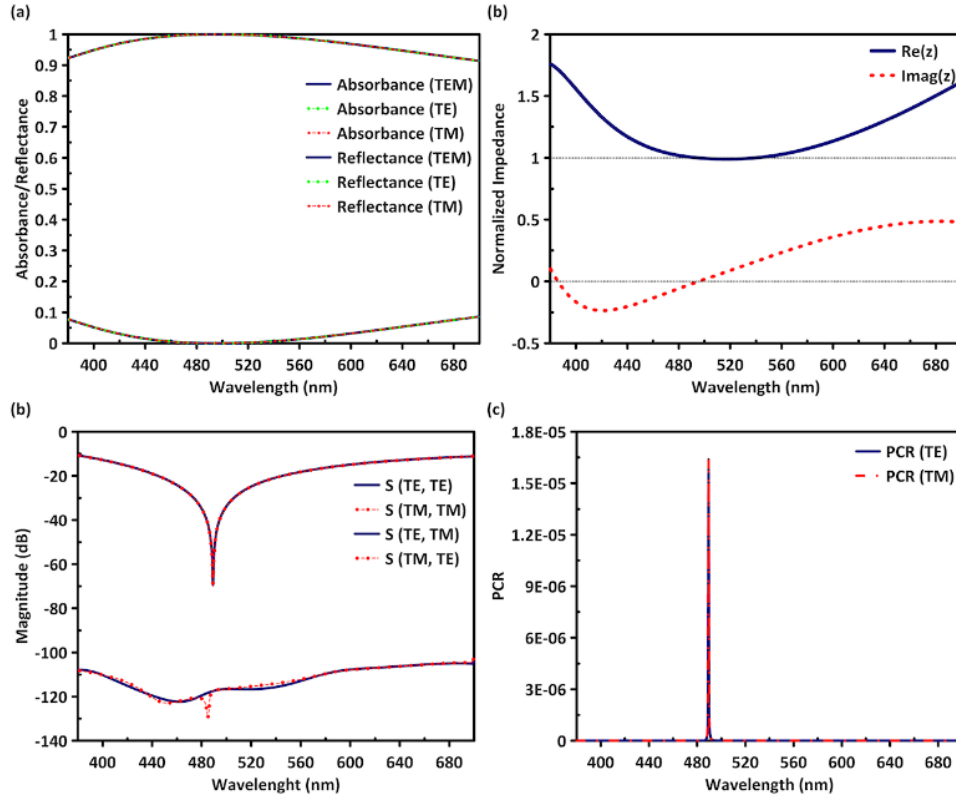 (a)
1
0.9
0.8
0.7
0.6
0.5
0.4
0.3
0.2
0.1
0
Absorbance/Reflectance
Absorbance (TEM)
Absorbance (TE)
Absorbance (TM)
Reflectance (TEM)
Reflectance (TE)
Reflectance (TM)
400 440 480 520 560 600 640 680
Wavelength (nm)
(b)
2
1.5
1
0.5
0
-0.5
Normalized Impedance
Re(z)
Imag(z)
400 440 480 520 560 600 640 680
Wavelength (nm)
(b)
0
-20
-40
-60
-80
-100
-120
-140
Magnitude (dB)
S (TE, TE)
S (TM, TM)
S (TE, TM)
S (TM, TE)
400 440 480 520 560 600 640 680
Wavelenght (nm)
(c)
1.8E-05
1.5E-05
1.2E-05
9E-06
6E-06
3E-06
0
PCR
PCR (TE)
PCR (TM)
400 440 480 520 560 600 640 680
Wavelength (nm)